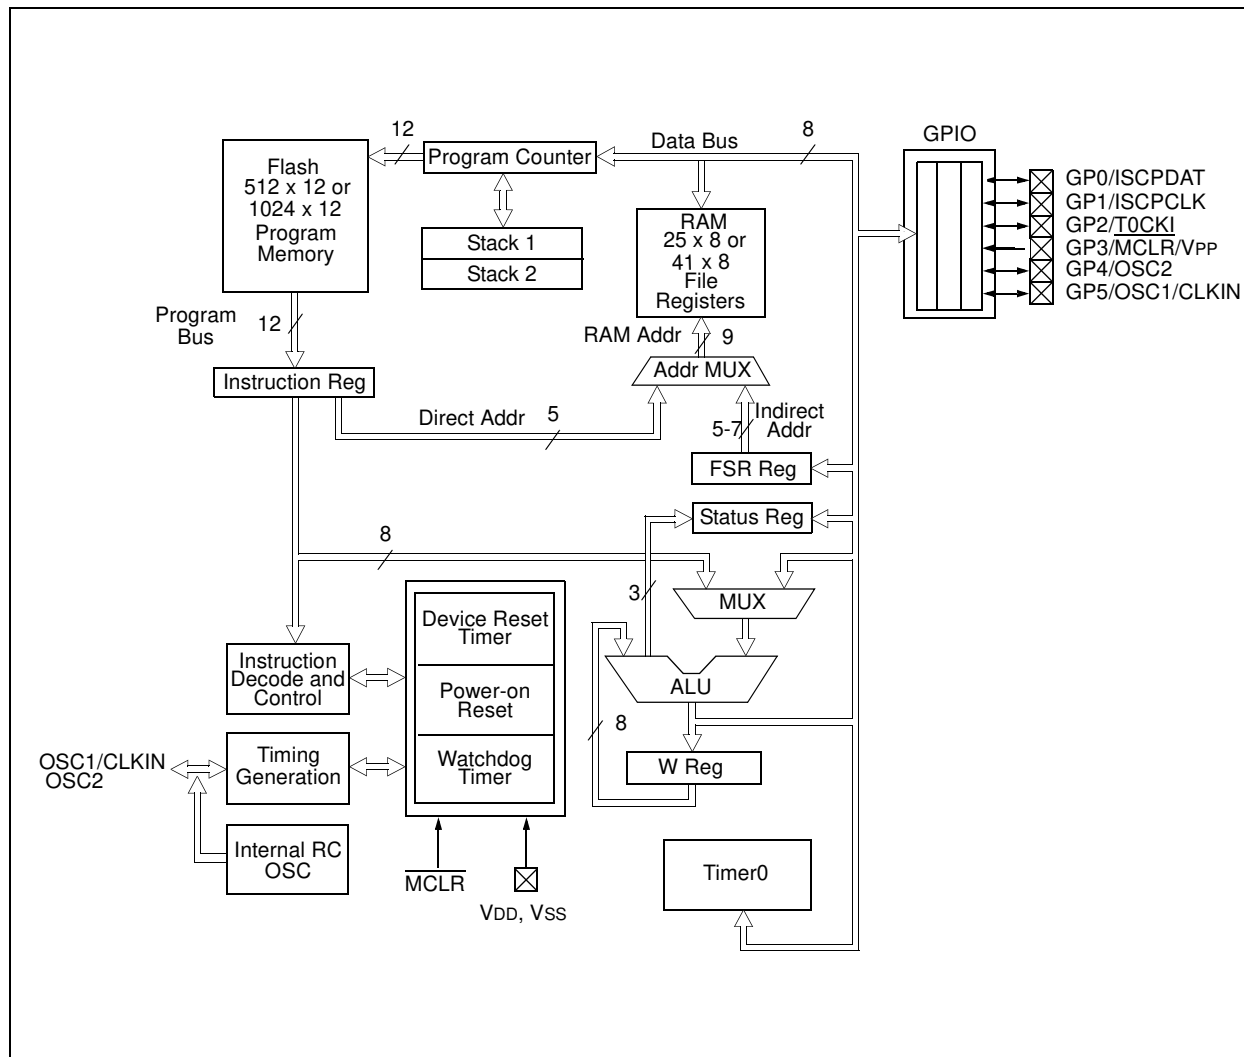 12
Data Bus
8
GPIO
Flash
512 x 12 or
1024 x 12
Program
Memory
Program Counter
Stack 1
Stack 2
RAM
25 x 8 or
41 x 8
File
Registers
GP0/ISCPDAT
GP1/ISCPCLK
GP2/T0CKI
GP3/MCLR/VPP
GP4/OSC2
GP5/OSC1/CLKIN
Program
Bus
12
RAM Addr
9
Instruction Reg
Addr MUX
Direct Addr
5
5-7
Indirect
Addr
FSR Reg
Status Reg
8
3
MUX
Device Reset
Timer
Power-on
Reset
Watchdog
Timer
Instruction
Decode and
Control
ALU
8
W Reg
OSC1/CLKIN
OSC2
Timing
Generation
Internal RC
OSC
MCLR
VDD, VSS
Timer0